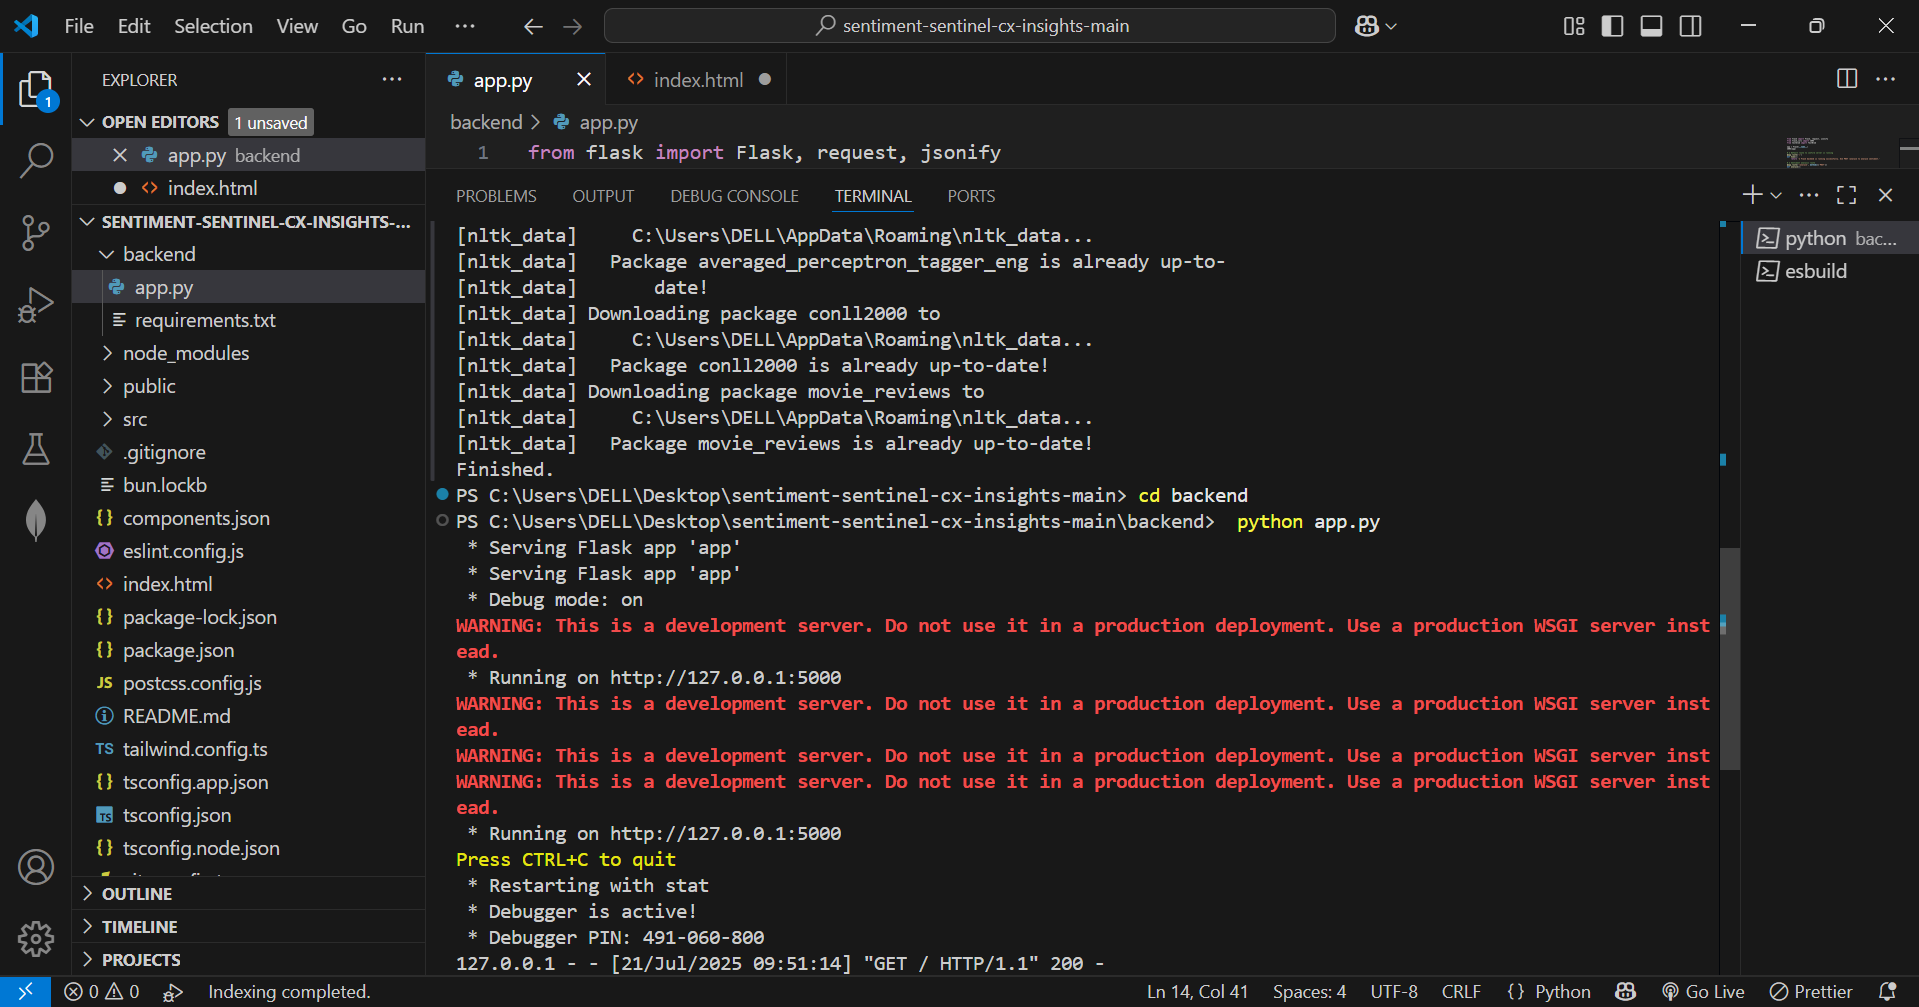 File Edit Selection View Go Run ···
sentiment-sentinel-cx-insights-main
EXPLORER
OPEN EDITORS 1 unsaved
app.py backend
index.html
SENTIMENT-SENTINEL-CX-INSIGHTS-...
backend
app.py
requirements.txt
node_modules
public
src
.gitignore
bun.lockb
components.json
eslint.config.js
index.html
package-lock.json
package.json
JS postcss.config.js
README.md
TS tailwind.config.ts
tsconfig.app.json
TS tsconfig.json
tsconfig.node.json
OUTLINE
TIMELINE
PROJECTS
1
app.py
index.html
backend > app.py
1 from flask import Flask, request, jsonify
PROBLEMS OUTPUT DEBUG CONSOLE TERMINAL PORTS
[nltk_data]     C:\Users\DELL\AppData\Roaming\nltk_data...
[nltk_data]   Package averaged_perceptron_tagger_eng is already up-to-
[nltk_data]       date!
[nltk_data] Downloading package conll2000 to
[nltk_data]     C:\Users\DELL\AppData\Roaming\nltk_data...
[nltk_data]   Package conll2000 is already up-to-date!
[nltk_data] Downloading package movie_reviews to
[nltk_data]     C:\Users\DELL\AppData\Roaming\nltk_data...
[nltk_data]   Package movie_reviews is already up-to-date!
Finished.
PS C:\Users\DELL\Desktop\sentiment-sentinel-cx-insights-main> cd backend
PS C:\Users\DELL\Desktop\sentiment-sentinel-cx-insights-main\backend>  python app.py
* Serving Flask app 'app'
* Serving Flask app 'app'
* Debug mode: on
WARNING: This is a development server. Do not use it in a production deployment. Use a production WSGI server inst
ead.
* Running on http://127.0.0.1:5000
WARNING: This is a development server. Do not use it in a production deployment. Use a production WSGI server inst
ead.
WARNING: This is a development server. Do not use it in a production deployment. Use a production WSGI server inst
WARNING: This is a development server. Do not use it in a production deployment. Use a production WSGI server inst
ead.
* Running on http://127.0.0.1:5000
Press CTRL+C to quit
* Restarting with stat
* Debugger is active!
* Debugger PIN: 491-060-800
127.0.0.1 - - [21/Jul/2025 09:51:14] "GET / HTTP/1.1" 200 -
python bac...
esbuild
0 0 Indexing completed.
Ln 14, Col 41 Spaces: 4 UTF-8 CRLF {} Python Go Live Prettier